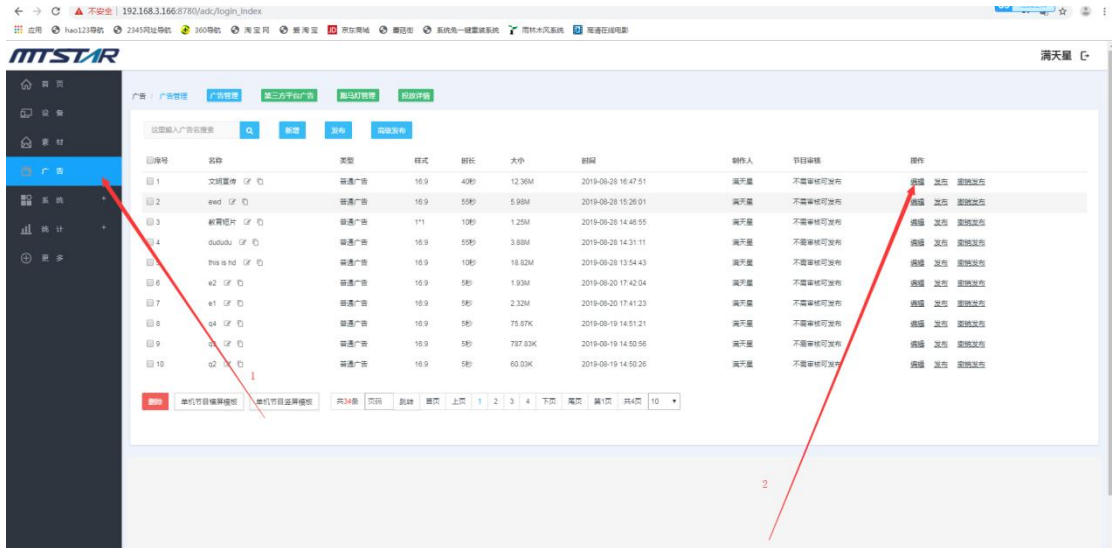 不安全 | 192.168.3.166:8780/adc/login_index
应用 hao123导航 2345网址导航 360导航 淘宝网 爱淘宝 京东商城 蘑菇街 系统兔一键重装系统 雨林木风系统 高清在线电影
MTSTAR 满天星
首页
设备
素材
广告
系统 +
统计 +
更多
广告 / 广告管理 广告管理 第三方平台广告 跑马灯管理 投放详情
这里输入广告名搜索 新增 发布 高级发布
序号 名称 类型 样式 时长 大小 时间 制作人 节目审核 操作
1 文明宣传 普通广告 16:9 40秒 12.36M 2019-08-28 16:47:51 满天星 不需审核可发布 编辑 发布 撤销发布
2 ewd 普通广告 16:9 55秒 5.98M 2019-08-28 15:26:01 满天星 不需审核可发布 编辑 发布 撤销发布
3 教育短片 普通广告 1*1 10秒 1.25M 2019-08-28 14:46:55 满天星 不需审核可发布 编辑 发布 撤销发布
4 dududu 普通广告 16:9 55秒 3.88M 2019-08-28 14:31:11 满天星 不需审核可发布 编辑 发布 撤销发布
this is hd 普通广告 16:9 10秒 18.82M 2019-08-28 13:54:43 满天星 不需审核可发布 编辑 发布 撤销发布
6 e2 普通广告 16:9 5秒 1.93M 2019-08-20 17:42:04 满天星 不需审核可发布 编辑 发布 撤销发布
7 e1 普通广告 16:9 5秒 2.32M 2019-08-20 17:41:23 满天星 不需审核可发布 编辑 发布 撤销发布
8 q4 普通广告 16:9 5秒 75.87K 2019-08-19 14:51:21 满天星 不需审核可发布 编辑 发布 撤销发布
9 普通广告 16:9 5秒 787.83K 2019-08-19 14:50:56 满天星 不需审核可发布 编辑 发布 撤销发布
10 q2 普通广告 16:9 5秒 60.03K 2019-08-19 14:50:26 满天星 不需审核可发布 编辑 发布 撤销发布
1
删除 单机节目横屏模板 单机节目竖屏模板 共34条 页码 跳转 首页 上页 1 2 3 4 下页 尾页 第1页 共4页 10
2